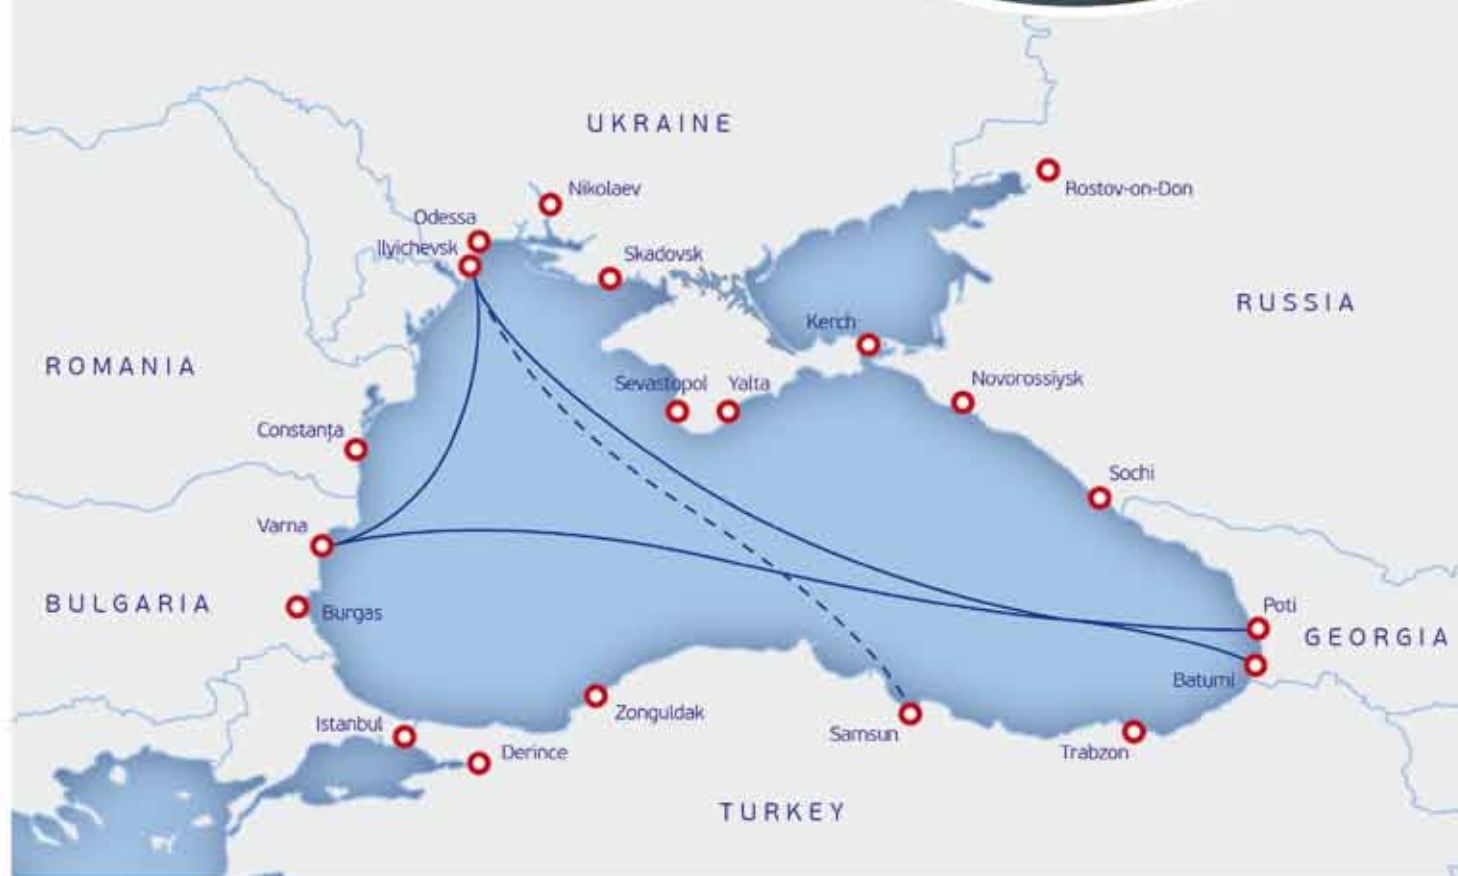 UKRAINE
Nikolaev
Rostov-on-Don
Odessa
Ilyichevsk
Skadovsk
RUSSIA
Kerch
ROMANIA
Sevastopol
Yalta
Novorossiysk
Constanța
Sochi
Varna
BULGARIA
Burgas
Poti
GEORGIA
Batumi
Istanbul
Zonguldak
Samsun
Derince
Trabzon
TURKEY